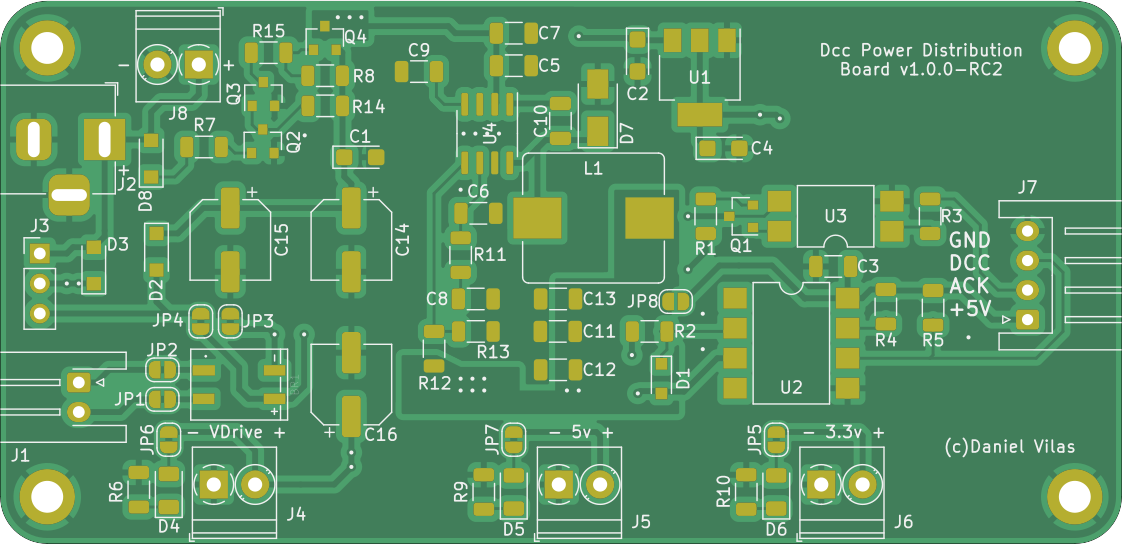 R15
Q4
C7
Dcc Power Distribution
Board v1.0.0-RC2
-
+
R8
C9
C5
U1
Q3
J8
R14
C2
R7
Q2
C1
U4
C10
D7
C4
+
J2
D8
L1
C6
J7
J3
D3
D2
+
C15
+
C14
R11
R1
Q1
U3
R3
GND
DCC
ACK
+5V
C3
C8
C13
JP8
JP4
JP3
R13
C11
R2
R4
R5
JP2
R12
C12
D1
U2
JP1
-
+
+
C16
JP6
- VDrive +
JP7
- 5v +
JP5
- 3.3v +
(c)Daniel Vilas
J1
R6
D4
J4
R9
D5
J5
R10
D6
J6